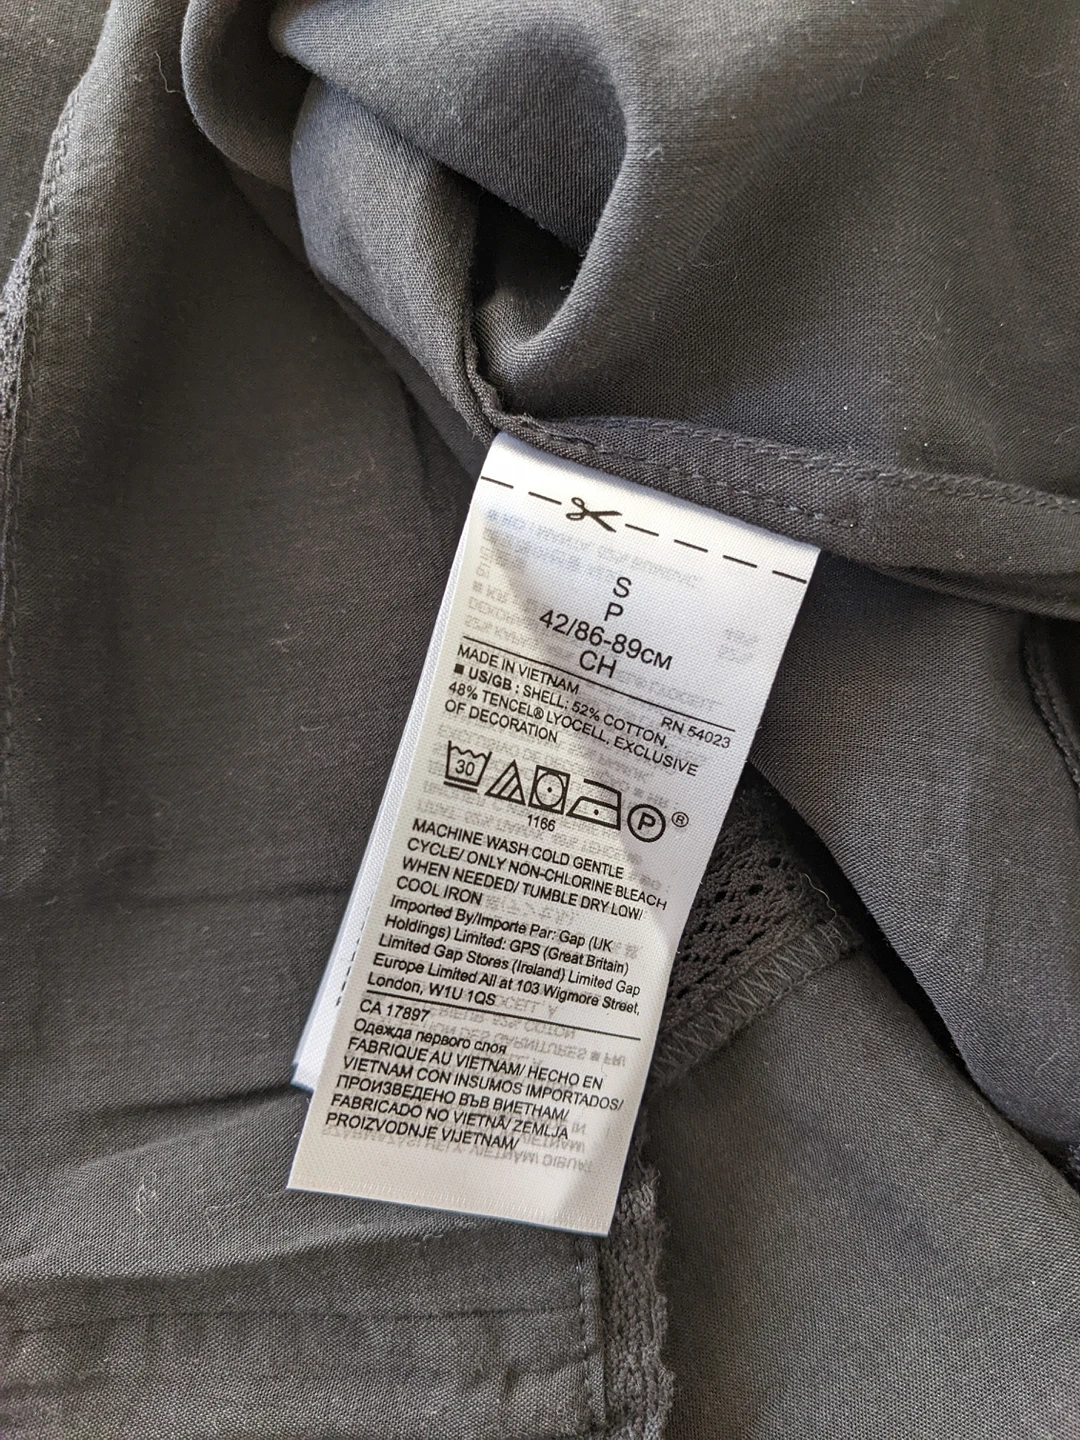 S
P
42/86-89см
CH
MADE IN VIETNAM
RN 54023
■ US/GB : SHELL: 52% COTTON,
48% TENCEL® LYOCELL, EXCLUSIVE
OF DECORATION
30
P ®
1166
MACHINE WASH COLD GENTLE
CYCLE/ ONLY NON-CHLORINE BLEACH
WHEN NEEDED/ TUMBLE DRY LOW/
COOL IRON
Imported By/Importe Par: Gap (UK
Holdings) Limited: GPS (Great Britain)
Limited Gap Stores (Ireland) Limited Gap
Europe Limited All at 103 Wigmore Street,
London, W1U 1QS
CA 17897
Одежда первого слоя
FABRIQUE AU VIETNAM/ HECHO EN
VIETNAM CON INSUMOS IMPORTADOS/
ПРОИЗВЕДЕНО ВЪВ ВИЕТНАМ/
FABRICADO NO VIETNÃ/ ZEMLJA
PROIZVODNJE VIJETNAM/